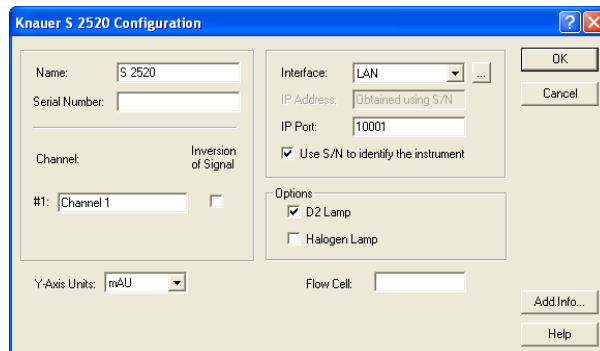 Knauer S 2520 Configuration
Name: S 2520
Serial Number:
Channel: Inversion of Signal
#1: Channel 1
Interface: LAN ...
IP Address: Obtained using S/N
IP Port: 10001
Use S/N to identify the instrument
Options
D2 Lamp
Halogen Lamp
Y-Axis Units: mAU
Flow Cell:
OK
Cancel
Add.Info...
Help